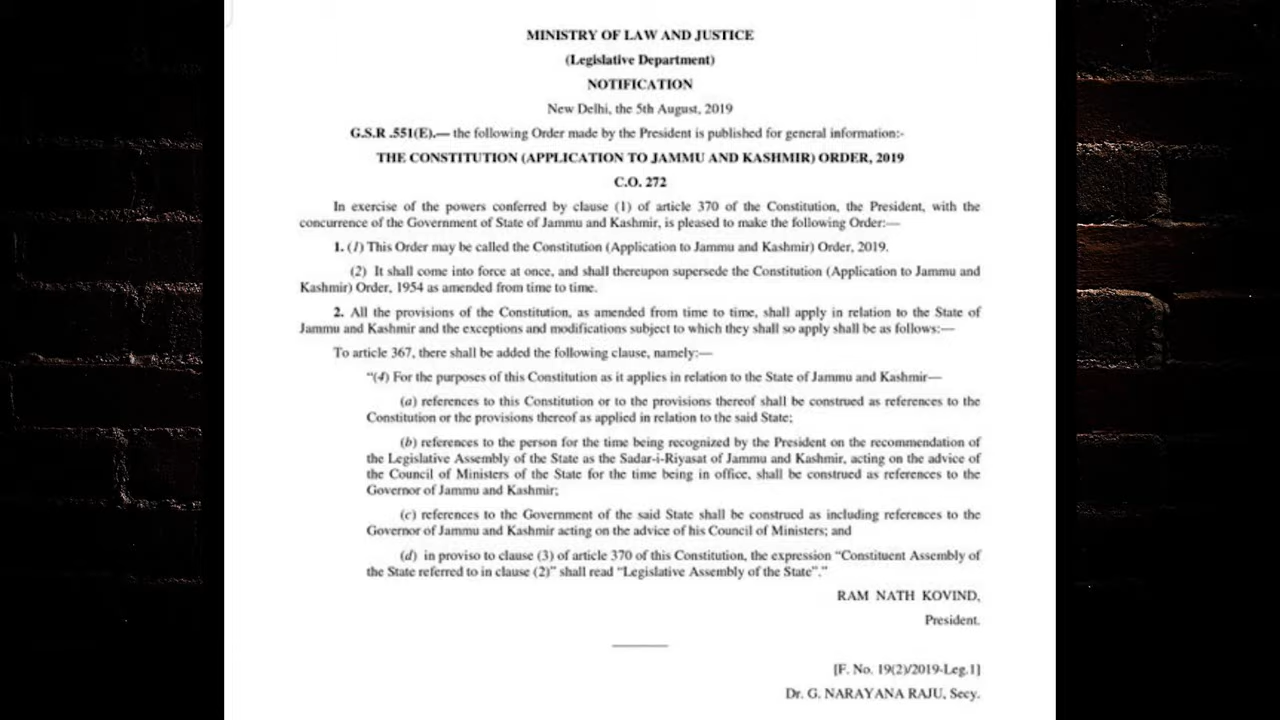 MINISTRY OF LAW AND JUSTICE
(Legislative Department)
NOTIFICATION
New Delhi, the 5th August, 2019
G.S.R .551(E).— the following Order made by the President is published for general information:-
THE CONSTITUTION (APPLICATION TO JAMMU AND KASHMIR) ORDER, 2019
C.O. 272
In exercise of the powers conferred by clause (1) of article 370 of the Constitution, the President, with the
concurrence of the Government of State of Jammu and Kashmir, is pleased to make the following Order:—
1. (1) This Order may be called the Constitution (Application to Jammu and Kashmir) Order, 2019.
(2) It shall come into force at once, and shall thereupon supersede the Constitution (Application to Jammu and
Kashmir) Order, 1954 as amended from time to time.
2. All the provisions of the Constitution, as amended from time to time, shall apply in relation to the State of
Jammu and Kashmir and the exceptions and modifications subject to which they shall so apply shall be as follows:—
To article 367, there shall be added the following clause, namely:—
“(4) For the purposes of this Constitution as it applies in relation to the State of Jammu and Kashmir—
(a) references to this Constitution or to the provisions thereof shall be construed as references to the
Constitution or the provisions thereof as applied in relation to the said State;
(b) references to the person for the time being recognized by the President on the recommendation of
the Legislative Assembly of the State as the Sadar-i-Riyasat of Jammu and Kashmir, acting on the advice of
the Council of Ministers of the State for the time being in office, shall be construed as references to the
Governor of Jammu and Kashmir;
(c) references to the Government of the said State shall be construed as including references to the
Governor of Jammu and Kashmir acting on the advice of his Council of Ministers; and
(d) in proviso to clause (3) of article 370 of this Constitution, the expression “Constituent Assembly of
the State referred to in clause (2)” shall read “Legislative Assembly of the State”.”
RAM NATH KOVIND,
President.
[F. No. 19(2)/2019-Leg.1]
Dr. G. NARAYANA RAJU, Secy.